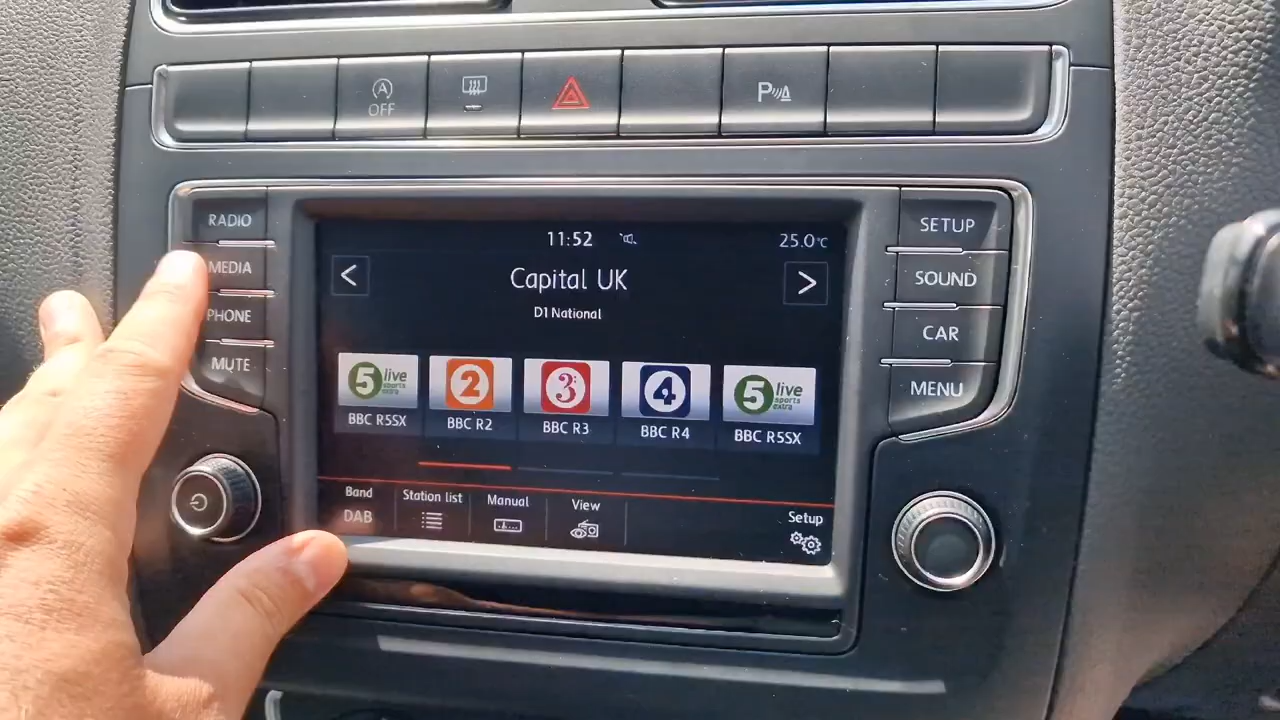 A
OFF
P
RADIO
MEDIA
PHONE
MUTE
SETUP
SOUND
CAR
MENU
11:52
25.0°C
< Capital UK >
D1 National
5 live sports extra
2
3
4
5 live sports extra
BBC R5SX
BBC R2
BBC R3
BBC R4
BBC R5SX
Band
DAB
Station list
Manual
View
Setup